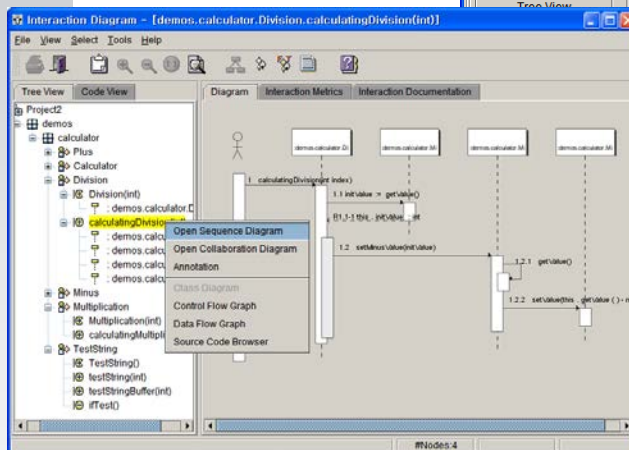 Tree View
Interaction Diagram - [demos.calculator.Division.calculatingDivision(int)]
File View Select Tools Help
Tree View Code View
Diagram Interaction Metrics Interaction Documentation
Project2
demos
calculator
Plus
Calculator
Division
Division(int)
: demos.calculator.D
calculatingDivision
: demos.calcu
: demos.calcu
: demos.calcu
: demos.calcu
Minus
Multiplication
Multiplication(int)
calculatingMultipli
TestString
TestString()
testString(int)
testStringBuffer(int)
ifTest()
Open Sequence Diagram
Open Collaboration Diagram
Annotation
Class Diagram
Control Flow Graph
Data Flow Graph
Source Code Browser
demos.calculator.Di
demos.calculator.Mi
demos.calculator.Mi
demos.calculator.Mi
1 calculatingDivision(int index)
1.1 initValue := getValue()
1.2 setMinusValue(initValue)
1.2.1 getValue()
1.2.2 setValue(this . getValue ( ) -
#Nodes:4